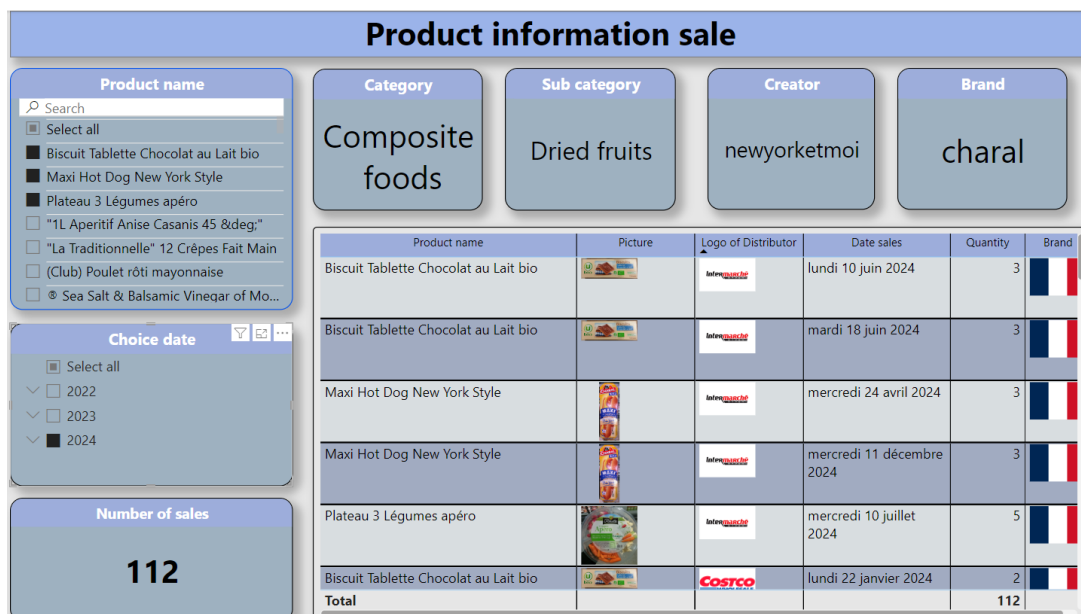 Product information sale
Product name
Search
Select all
Biscuit Tablette Chocolat au Lait bio
Maxi Hot Dog New York Style
Plateau 3 Légumes apéro
"1L Aperitif Anise Casanis 45 &deg;"
"La Traditionnelle" 12 Crêpes Fait Main
(Club) Poulet rôti mayonnaise
® Sea Salt & Balsamic Vinegar of Mo...
Choice date
Select all
2022
2023
2024
Number of sales
112
Category
Composite
foods
Sub category
Dried fruits
Creator
newyorketmoi
Brand
charal
Product name Picture Logo of Distributor Date sales Quantity Brand
Biscuit Tablette Chocolat au Lait bio Intermarché lundi 10 juin 2024 3
Biscuit Tablette Chocolat au Lait bio Intermarché mardi 18 juin 2024 3
Maxi Hot Dog New York Style Intermarché mercredi 24 avril 2024 3
Maxi Hot Dog New York Style Intermarché mercredi 11 décembre 3
2024
Plateau 3 Légumes apéro Intermarché mercredi 10 juillet 5
2024
Biscuit Tablette Chocolat au Lait bio COSTCO lundi 22 janvier 2024 2
Total 112